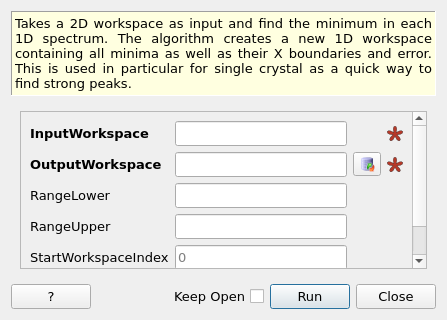 Takes a 2D workspace as input and find the minimum in each
1D spectrum. The algorithm creates a new 1D workspace
containing all minima as well as their X boundaries and error.
This is used in particular for single crystal as a quick way to
find strong peaks.
InputWorkspace
OutputWorkspace
RangeLower
RangeUpper
StartWorkspaceIndex 0
? Keep Open Run Close